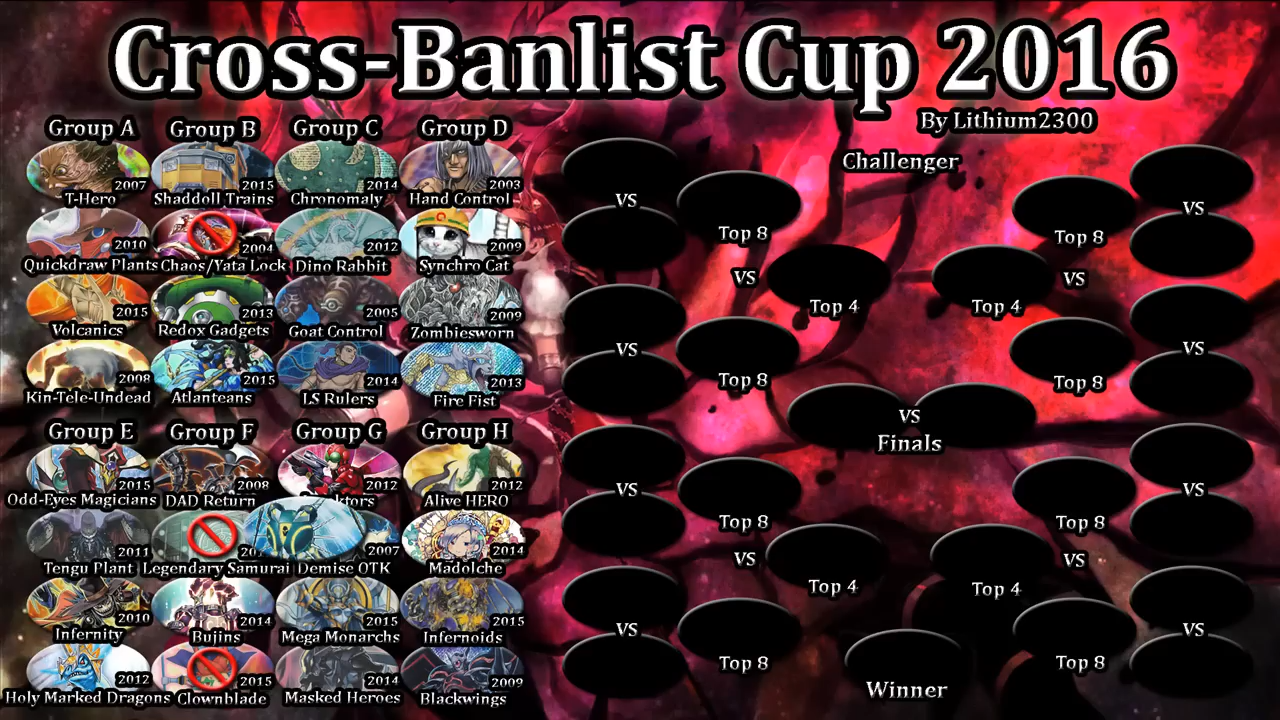 Cross-Banlist Cup 2016
By Lithium2300
Group A
2007
T-Hero
2010
Quickdraw Plants
2015
Volcanics
2008
Kin-Tele-Undead
Group B
2015
Shaddoll Trains
2004
Chaos/Yata Lock
2013
Redox Gadgets
2015
Atlanteans
Group C
2014
Chronomaly
2012
Dino Rabbit
2005
Goat Control
2014
LS Rulers
Group D
2003
Hand Control
2009
Synchro Cat
2009
Zombiesworn
2013
Fire Fist
Group E
2015
Odd-Eyes Magicians
2011
Tengu Plant
2010
Infernity
2012
Holy Marked Dragons
Group F
2008
DAD Return
Legendary Samurai
2014
Bujins
2015
Clownblade
Group G
2012
2007
Demise OTK
2015
Mega Monarchs
2014
Masked Heroes
Group H
2012
Alive HERO
2014
Madolche
2015
Infernoids
2009
Blackwings
Challenger
VS
Top 8
VS
Top 4
VS
Top 8
VS
Top 8
VS
Top 4
VS
Top 8
VS
Finals
Top 4
VS
Top 8
VS
Top 8
VS
Top 4
VS
Top 8
VS
Top 8
VS
Winner